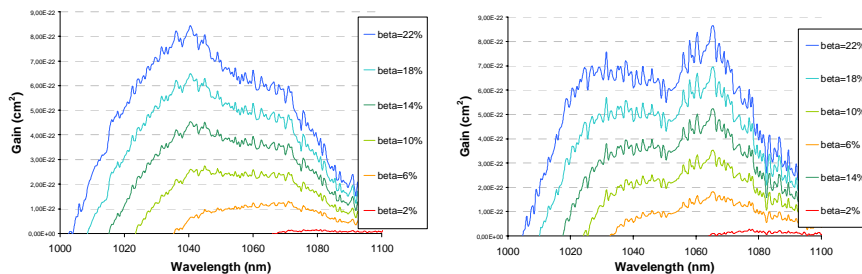 9,00E-22
8,00E-22
7,00E-22
6,00E-22
5,00E-22
4,00E-22
3,00E-22
2,00E-22
1,00E-22
0,00E+00
Gain (cm²)
1000 1020 1040 1060 1080 1100
Wavelength (nm)
beta=22%
beta=18%
beta=14%
beta=10%
beta=6%
beta=2%
9,00E-22
8,00E-22
7,00E-22
6,00E-22
5,00E-22
4,00E-22
3,00E-22
2,00E-22
1,00E-22
0,00E+00
Gain (cm²)
1000 1020 1040 1060 1080 1100
Wavelength (nm)
beta=22%
beta=18%
beta=10%
beta=6%
beta=14%
beta=2%